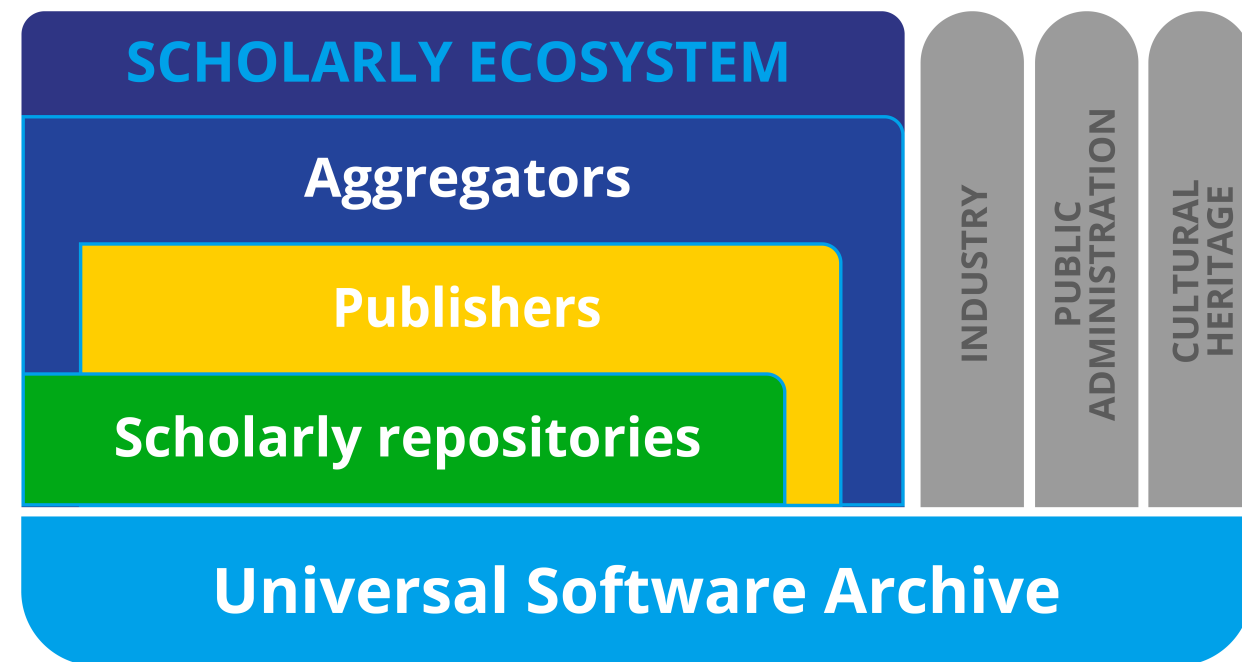 SCHOLARLY ECOSYSTEM
Aggregators
Publishers
Scholarly repositories
INDUSTRY
PUBLIC
ADMINISTRATION
CULTURAL
HERITAGE
Universal Software Archive